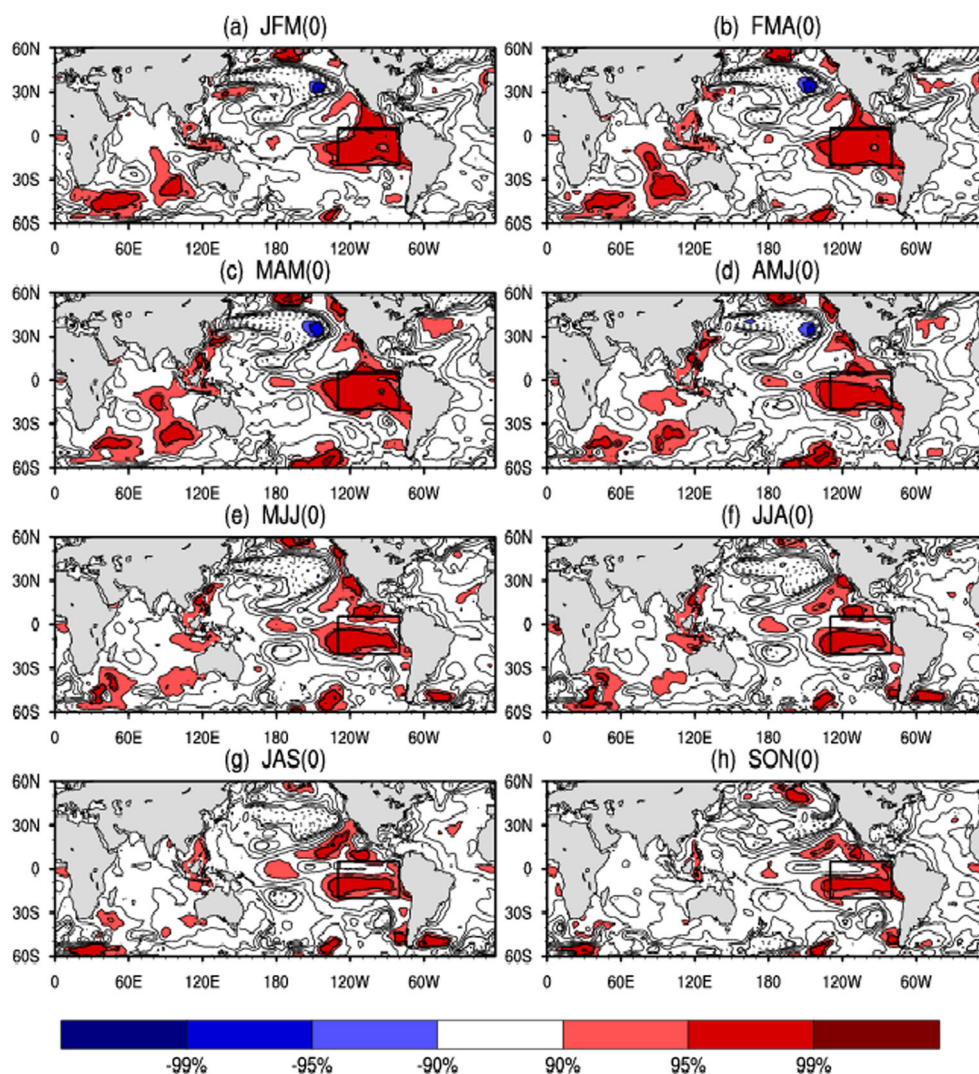 (a) JFM(0) (b) FMA(0)
60N 60N
30N 30N
0 0
30S 30S
60S 60S
0 60E 120E 180 120W 60W 0 60E 120E 180 120W 60W
(c) MAM(0) (d) AMJ(0)
60N 60N
30N 30N
0 0
30S 30S
60S 60S
0 60E 120E 180 120W 60W 0 60E 120E 180 120W 60W
(e) MJJ(0) (f) JJA(0)
60N 60N
30N 30N
0 0
30S 30S
60S 60S
0 60E 120E 180 120W 60W 0 60E 120E 180 120W 60W
(g) JAS(0) (h) SON(0)
60N 60N
30N 30N
0 0
30S 30S
60S 60S
0 60E 120E 180 120W 60W 0 60E 120E 180 120W 60W
-99% -95% -90% 90% 95% 99%